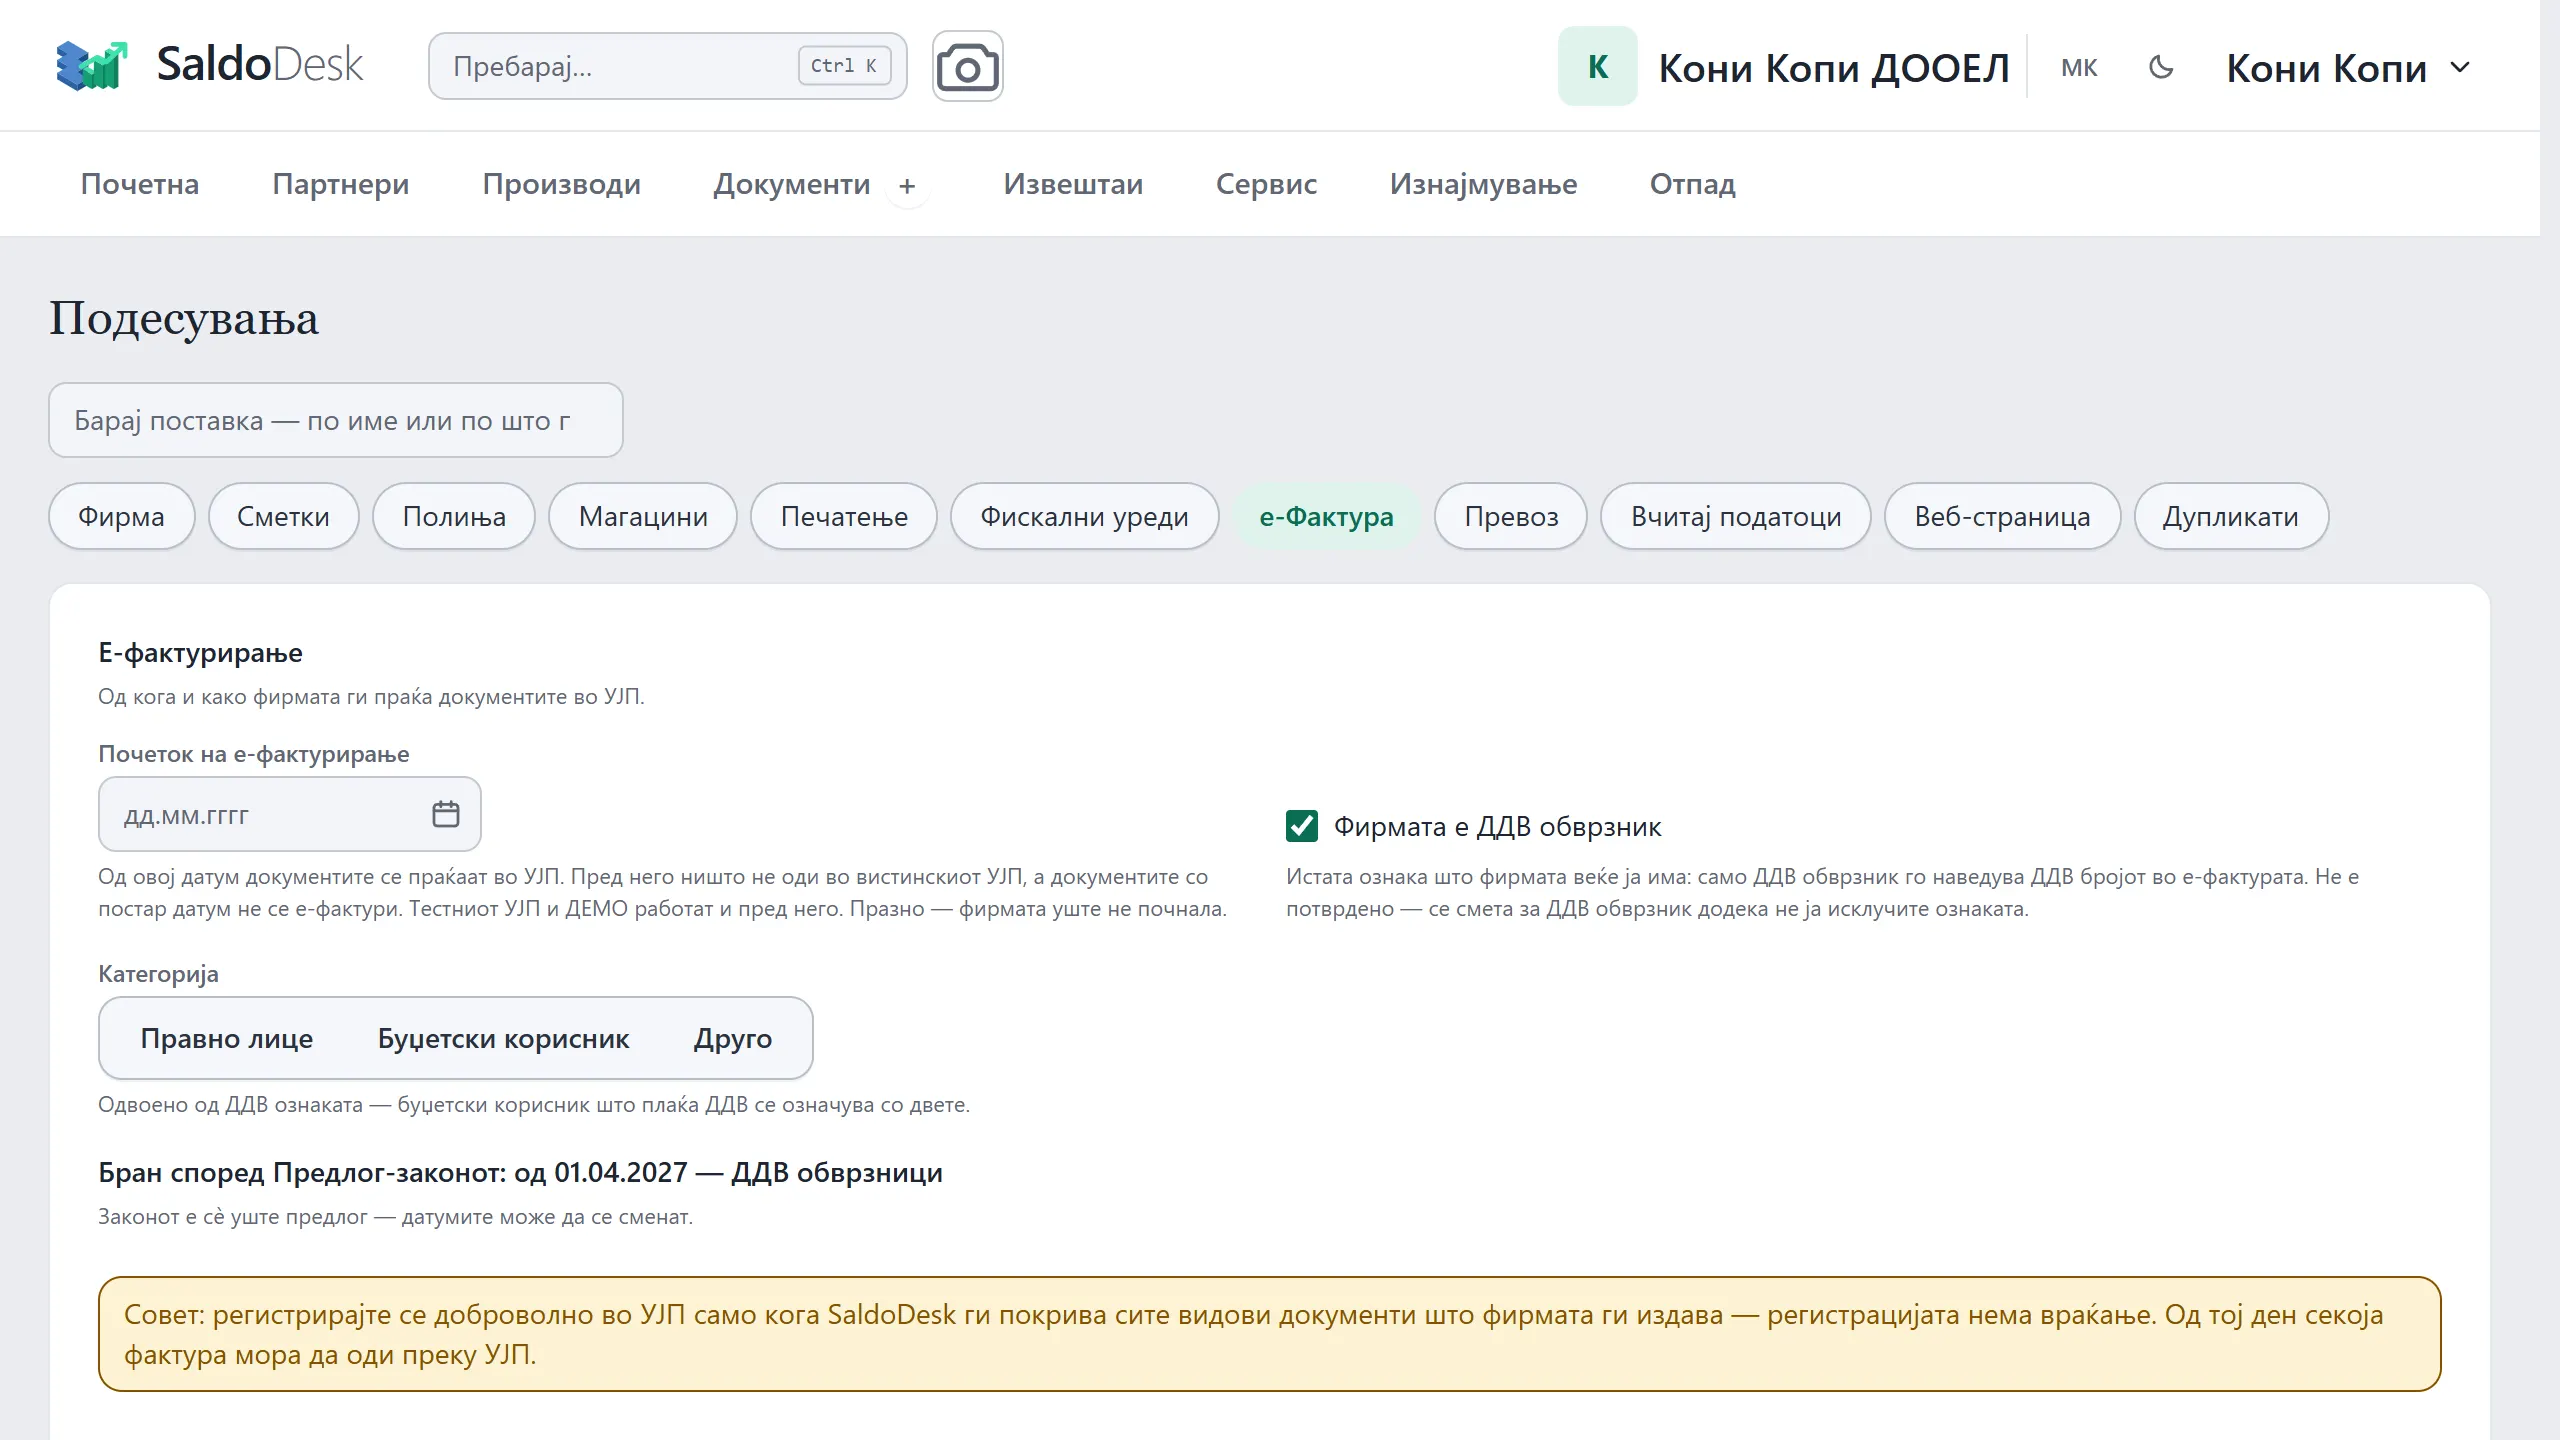 SaldoDesk
Пребарај... Ctrl K
К Кони Копи ДООЕЛ МК Кони Копи
Почетна Партнери Производи Документи + Извештаи Сервис Изнајмување Отпад
Подесувања
Барај поставка — по име или по што г
Фирма Сметки Полиња Магацини Печатење Фискални уреди е-Фактура Превоз Вчитај податоци Веб-страница Дупликати
Е-фактурирање
Од кога и како фирмата ги праќа документите во УЈП.
Почеток на е-фактурирање
дд.мм.гггг
Од овој датум документите се праќаат во УЈП. Пред него ништо не оди во вистинскиот УЈП, а документите со
постар датум не се е-фактури. Тестниот УЈП и ДЕМО работат и пред него. Празно — фирмата уште не почнала.
Фирмата е ДДВ обврзник
Истата ознака што фирмата веќе ја има: само ДДВ обврзник го наведува ДДВ бројот во е-фактурата. Не е
потврдено — се смета за ДДВ обврзник додека не ја исклучите ознаката.
Категорија
Правно лице Буџетски корисник Друго
Одвоено од ДДВ ознаката — буџетски корисник што плаќа ДДВ се означува со двете.
Бран според Предлог-законот: од 01.04.2027 — ДДВ обврзници
Законот е сѐ уште предлог — датумите може да се сменат.
Совет: регистрирајте се доброволно во УЈП само кога SaldoDesk ги покрива сите видови документи што фирмата ги издава — регистрацијата нема враќање. Од тој ден секоја
фактура мора да оди преку УЈП.